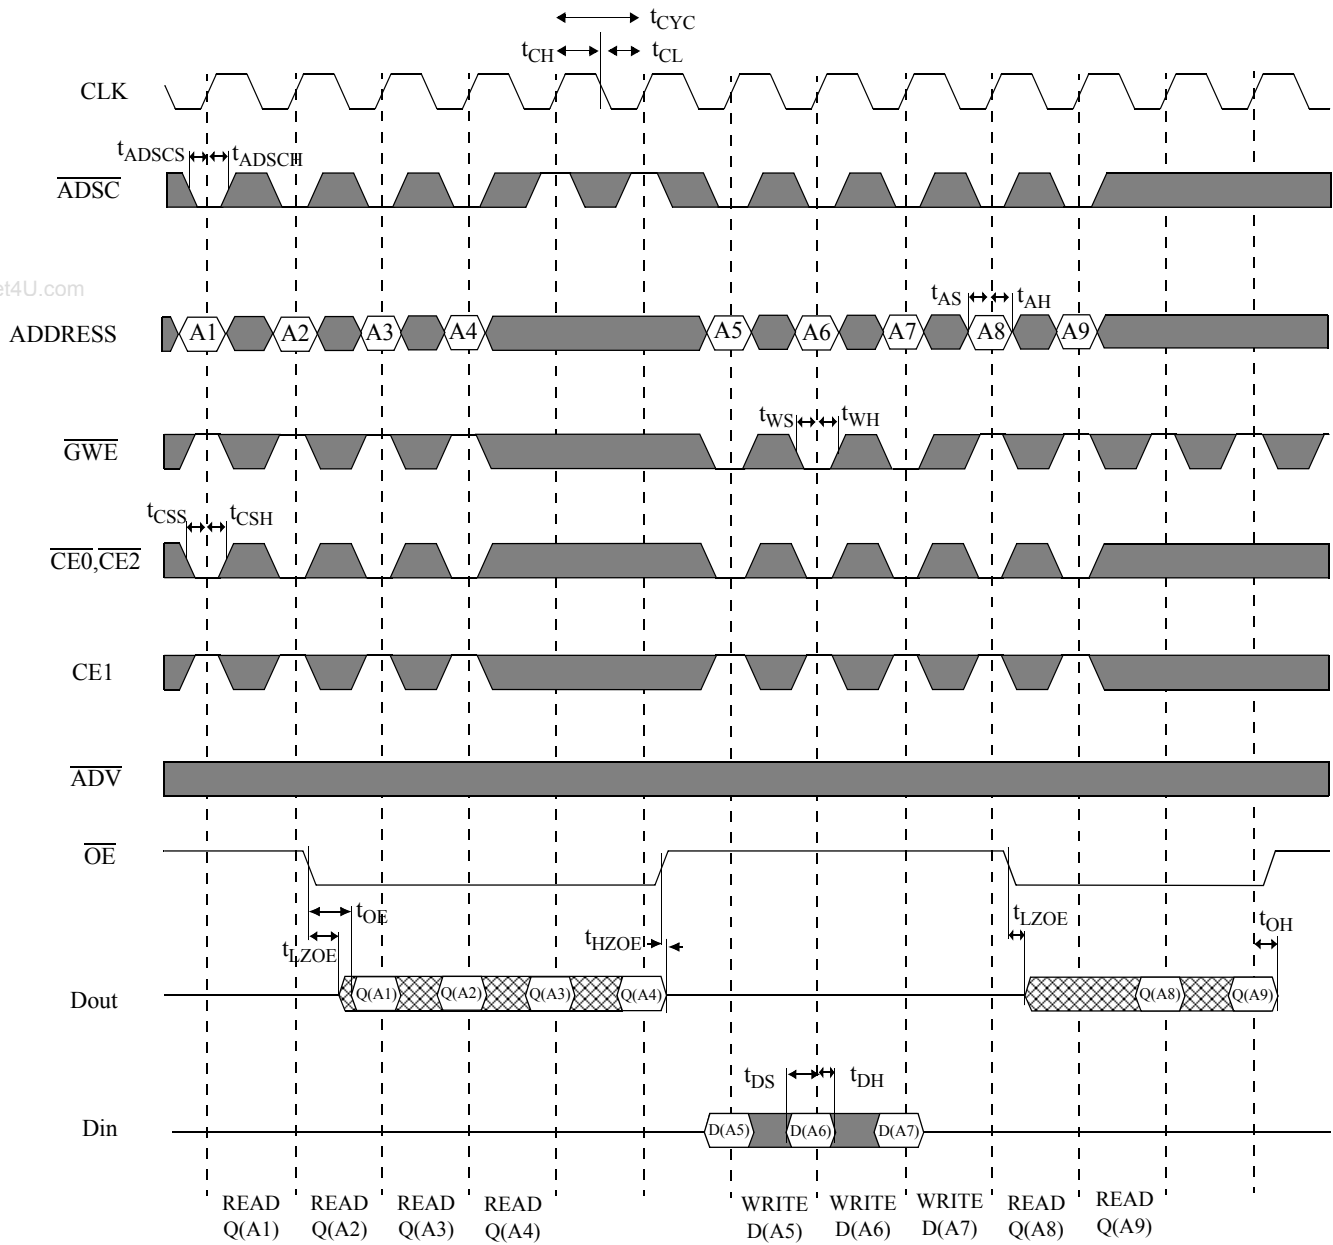 tCYC
tCH
tCL
CLK
tADSCS
tADSCH
ADSC
et4U.com
tAS
tAH
ADDRESS
A1
A2
A3
A4
A5
A6
A7
A8
A9
tWS
tWH
GWE
tCSS
tCSH
CE0,CE2
CE1
ADV
OE
tOE
tLZOE
tHZOE
tLZOE
tOH
Dout
Q(A1)
Q(A2)
Q(A3)
Q(A4)
Q(A8)
Q(A9)
tDS
tDH
Din
D(A5)
D(A6)
D(A7)
READ
Q(A1)
READ
Q(A2)
READ
Q(A3)
READ
Q(A4)
WRITE
D(A5)
WRITE
D(A6)
WRITE
D(A7)
READ
Q(A8)
READ
Q(A9)